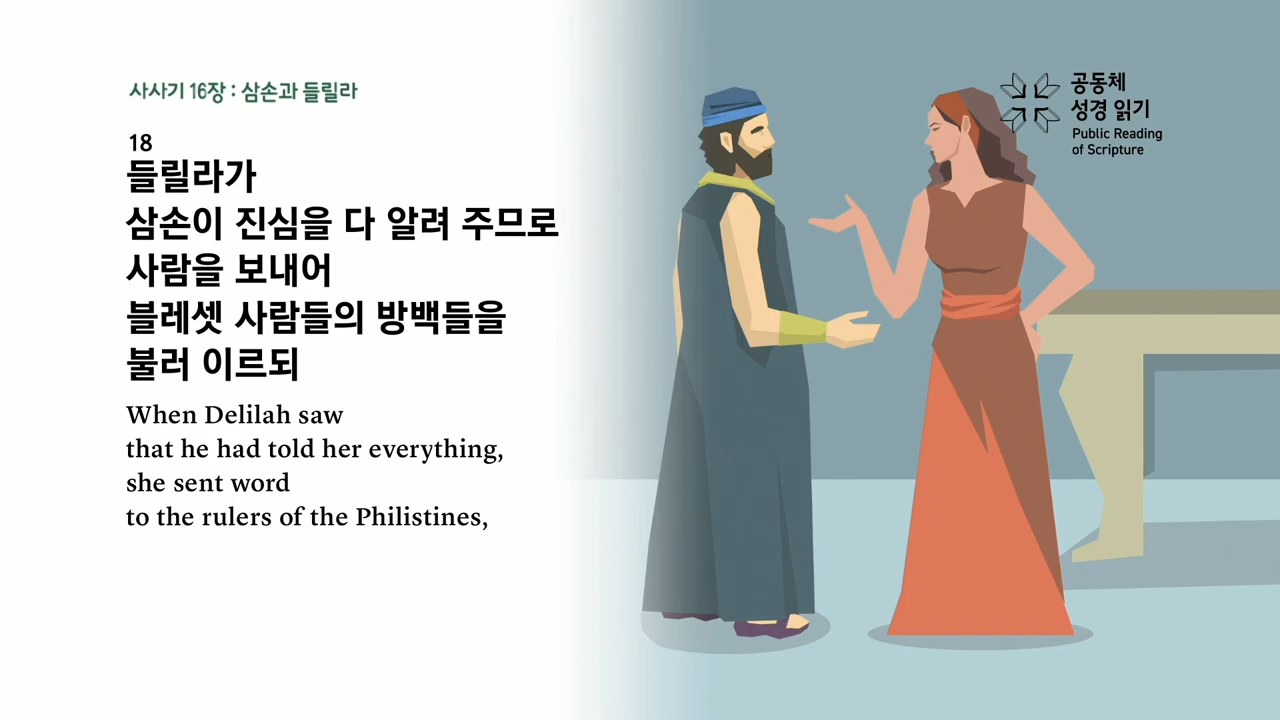 사사기 16장 : 삼손과 들릴라
18
들릴라가
삼손이 진심을 다 알려 주므로
사람을 보내어
블레셋 사람들의 방백들을
불러 이르되
When Delilah saw
that he had told her everything,
she sent word
to the rulers of the Philistines,
공동체
성경 읽기
Public Reading
of Scripture